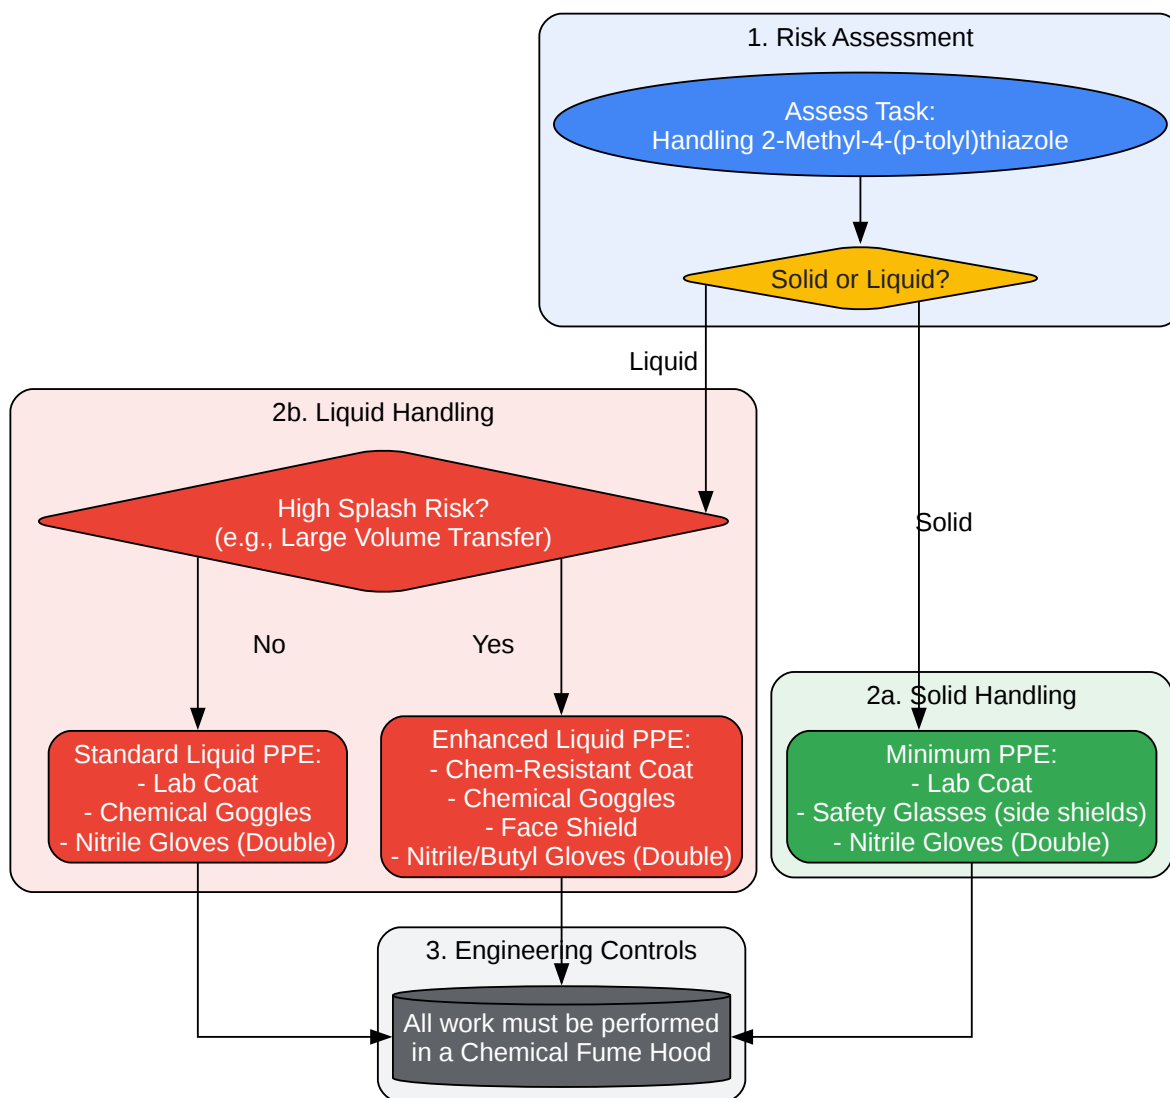 1. Risk Assessment
Assess Task:
Handling 2-Methyl-4-(p-tolyl)thiazole
Solid or Liquid?
Liquid
Solid
2b. Liquid Handling
High Splash Risk?
(e.g., Large Volume Transfer)
No
Yes
Standard Liquid PPE:
- Lab Coat
- Chemical Goggles
- Nitrile Gloves (Double)
Enhanced Liquid PPE:
- Chem-Resistant Coat
- Chemical Goggles
- Face Shield
- Nitrile/Butyl Gloves (Double)
2a. Solid Handling
Minimum PPE:
- Lab Coat
- Safety Glasses (side shields)
- Nitrile Gloves (Double)
3. Engineering Controls
All work must be performed
in a Chemical Fume Hood